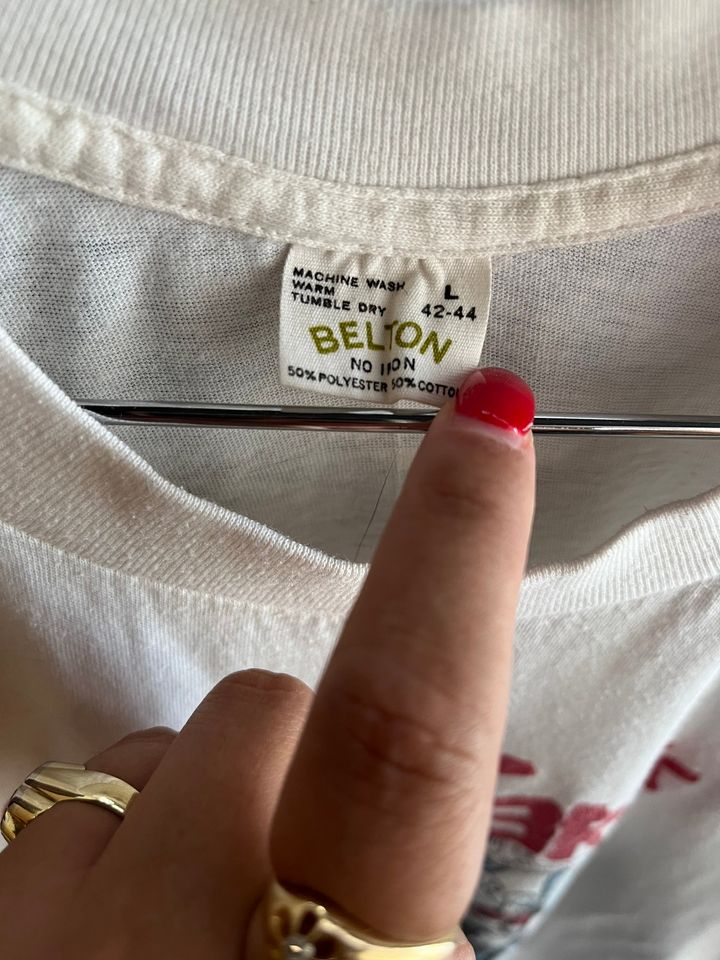 MACHINE WASH
WARM
TUMBLE DRY
L
42-44
BELTON
NO IRON
50% POLYESTER 50% COTTON